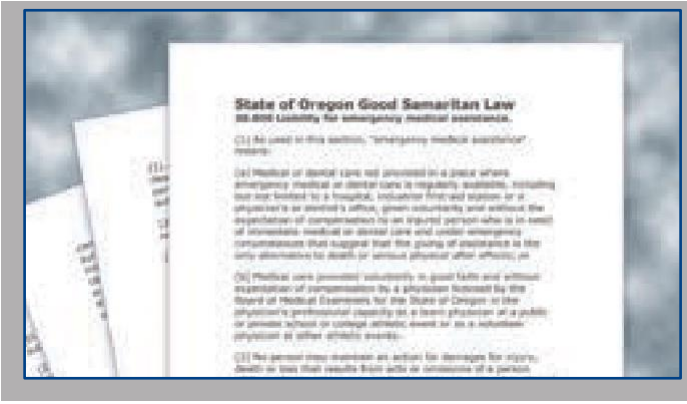 State of Oregon Good Samaritan Law
30.800 Liability for emergency medical assistance.
(1) As used in this section, "emergency medical assistance"
means:
(a) Medical or dental care not provided in a place where
emergency medical or dental care is regularly available, including
but not limited to a hospital, industrial first-aid station or a
physician's or dentist's office, given voluntarily and without the
expectation of compensation to an injured person who is in need
of immediate medical or dental care and under emergency
circumstances that suggest that the giving of assistance is the
only alternative to death or serious physical after effects; or
(b) Medical care provided voluntarily in good faith and without
expectation of compensation by a physician licensed by the
Board of Medical Examiners for the State of Oregon in the
physician's professional capacity as a team physician at a public
or private school or college athletic event or as a volunteer
physician at other athletic events.
(2) No person may maintain an action for damages for injury,
death or loss that results from acts or omissions of a person